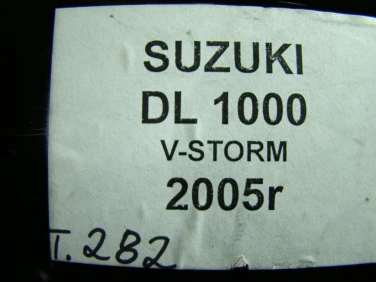 SUZUKI
DL 1000
V-STORM
2005r
T.282